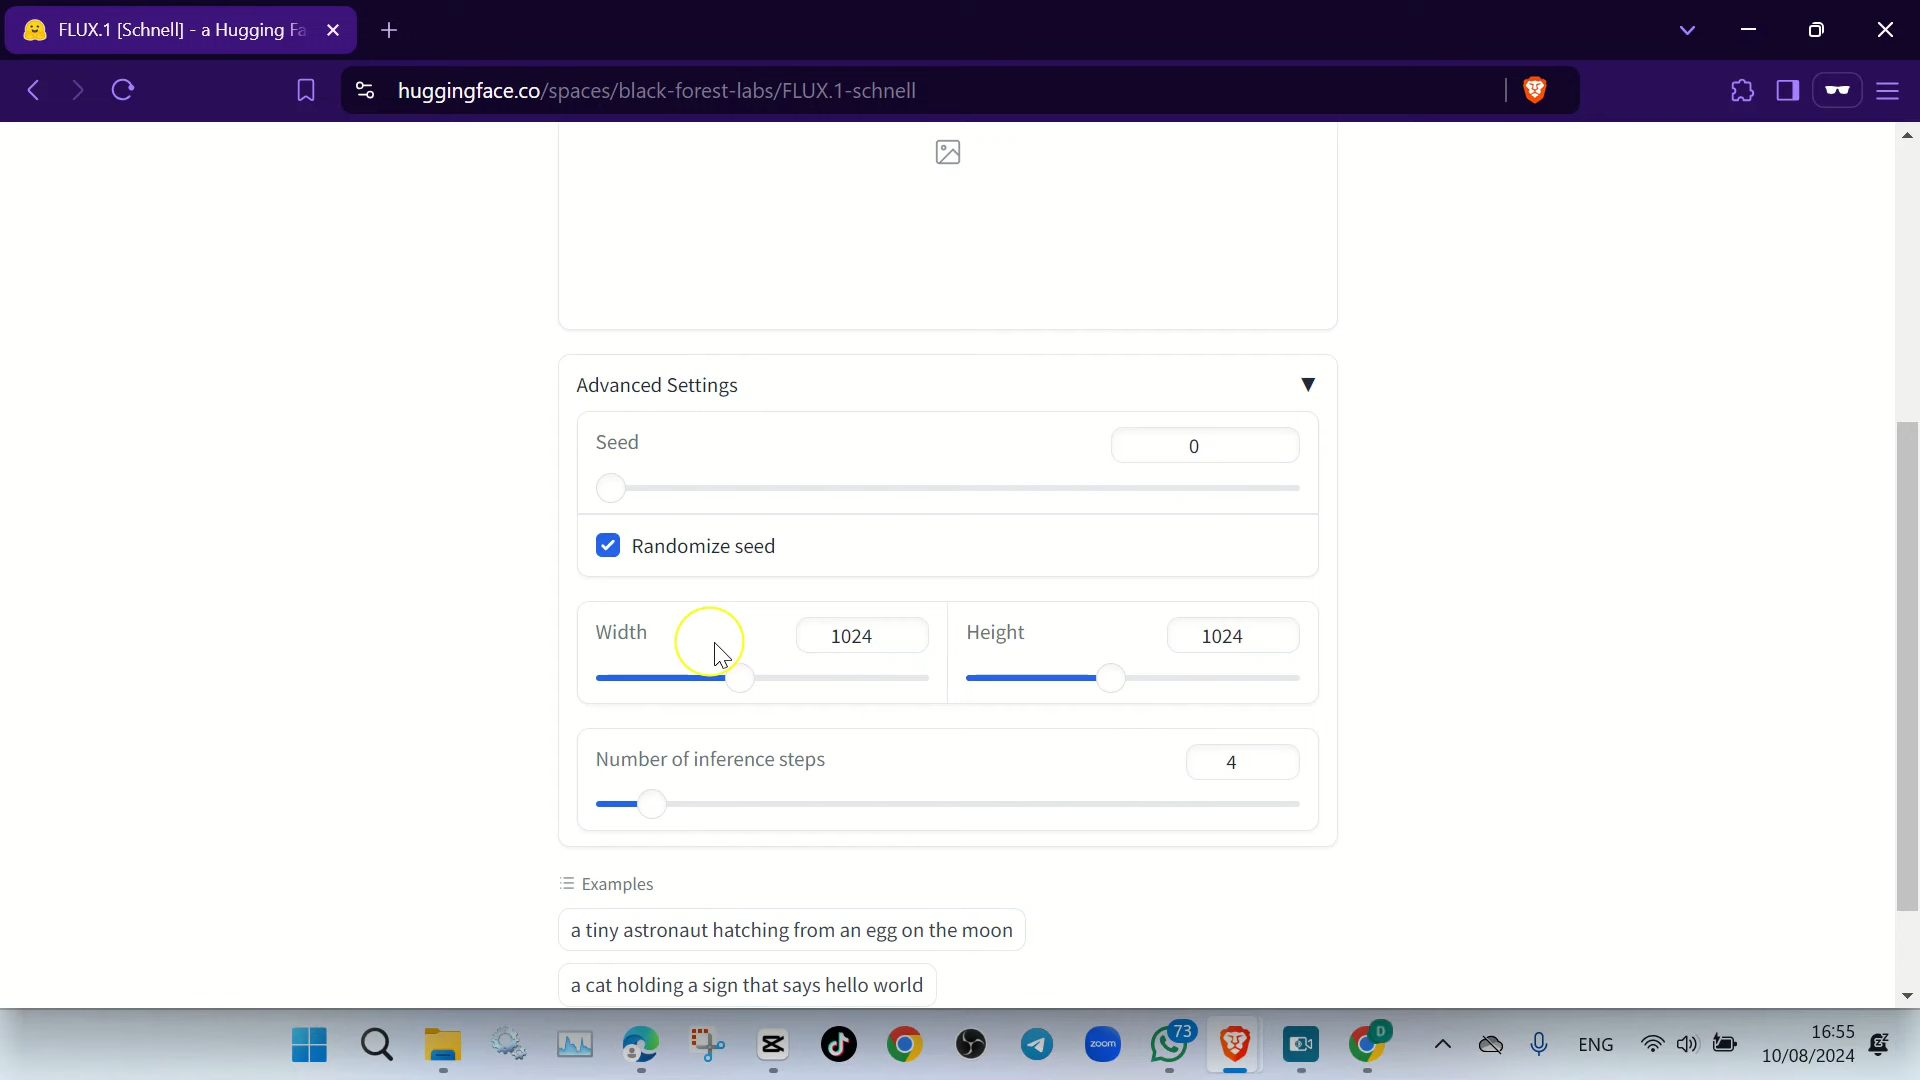 FLUX.1 [Schnell] - a Hugging Fa
huggingface.co/spaces/black-forest-labs/FLUX.1-schnell
Advanced Settings
Seed
0
Randomize seed
Width
1024
Height
1024
Number of inference steps
4
Examples
a tiny astronaut hatching from an egg on the moon
a cat holding a sign that says hello world
zoom
73
D
ENG
16:55
10/08/2024